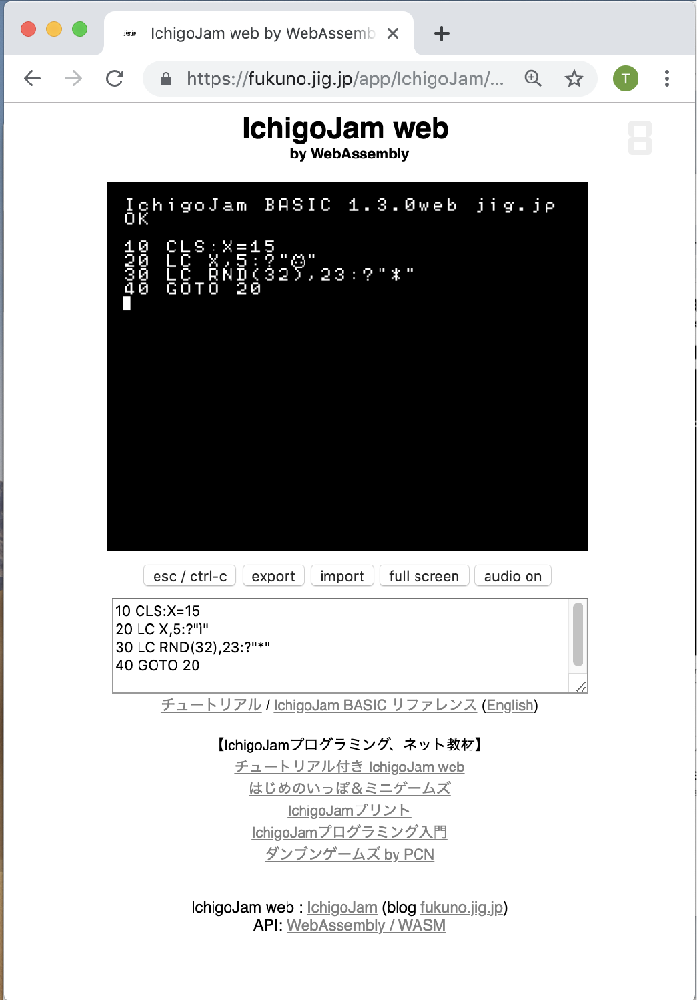 jig.jp IchigoJam web by WebAssemb
https://fukuno.jig.jp/app/IchigoJam/...
T
IchigoJam web
by WebAssembly
8
IchigoJam BASIC 1.3.0web jig.jp
OK
10 CLS:X=15
20 LC X,5:?"☺"
30 LC RND(32),23:?"*"
40 GOTO 20
esc / ctrl-c export import full screen audio on
10 CLS:X=15
20 LC X,5:?"ì"
30 LC RND(32),23:?"*"
40 GOTO 20
チュートリアル / IchigoJam BASIC リファレンス (English)
【IchigoJamプログラミング、ネット教材】
チュートリアル付き IchigoJam web
はじめのいっぽ&ミニゲームズ
IchigoJamプリント
IchigoJamプログラミング入門
ダンブンゲームズ by PCN
IchigoJam web : IchigoJam (blog fukuno.jig.jp)
API: WebAssembly / WASM